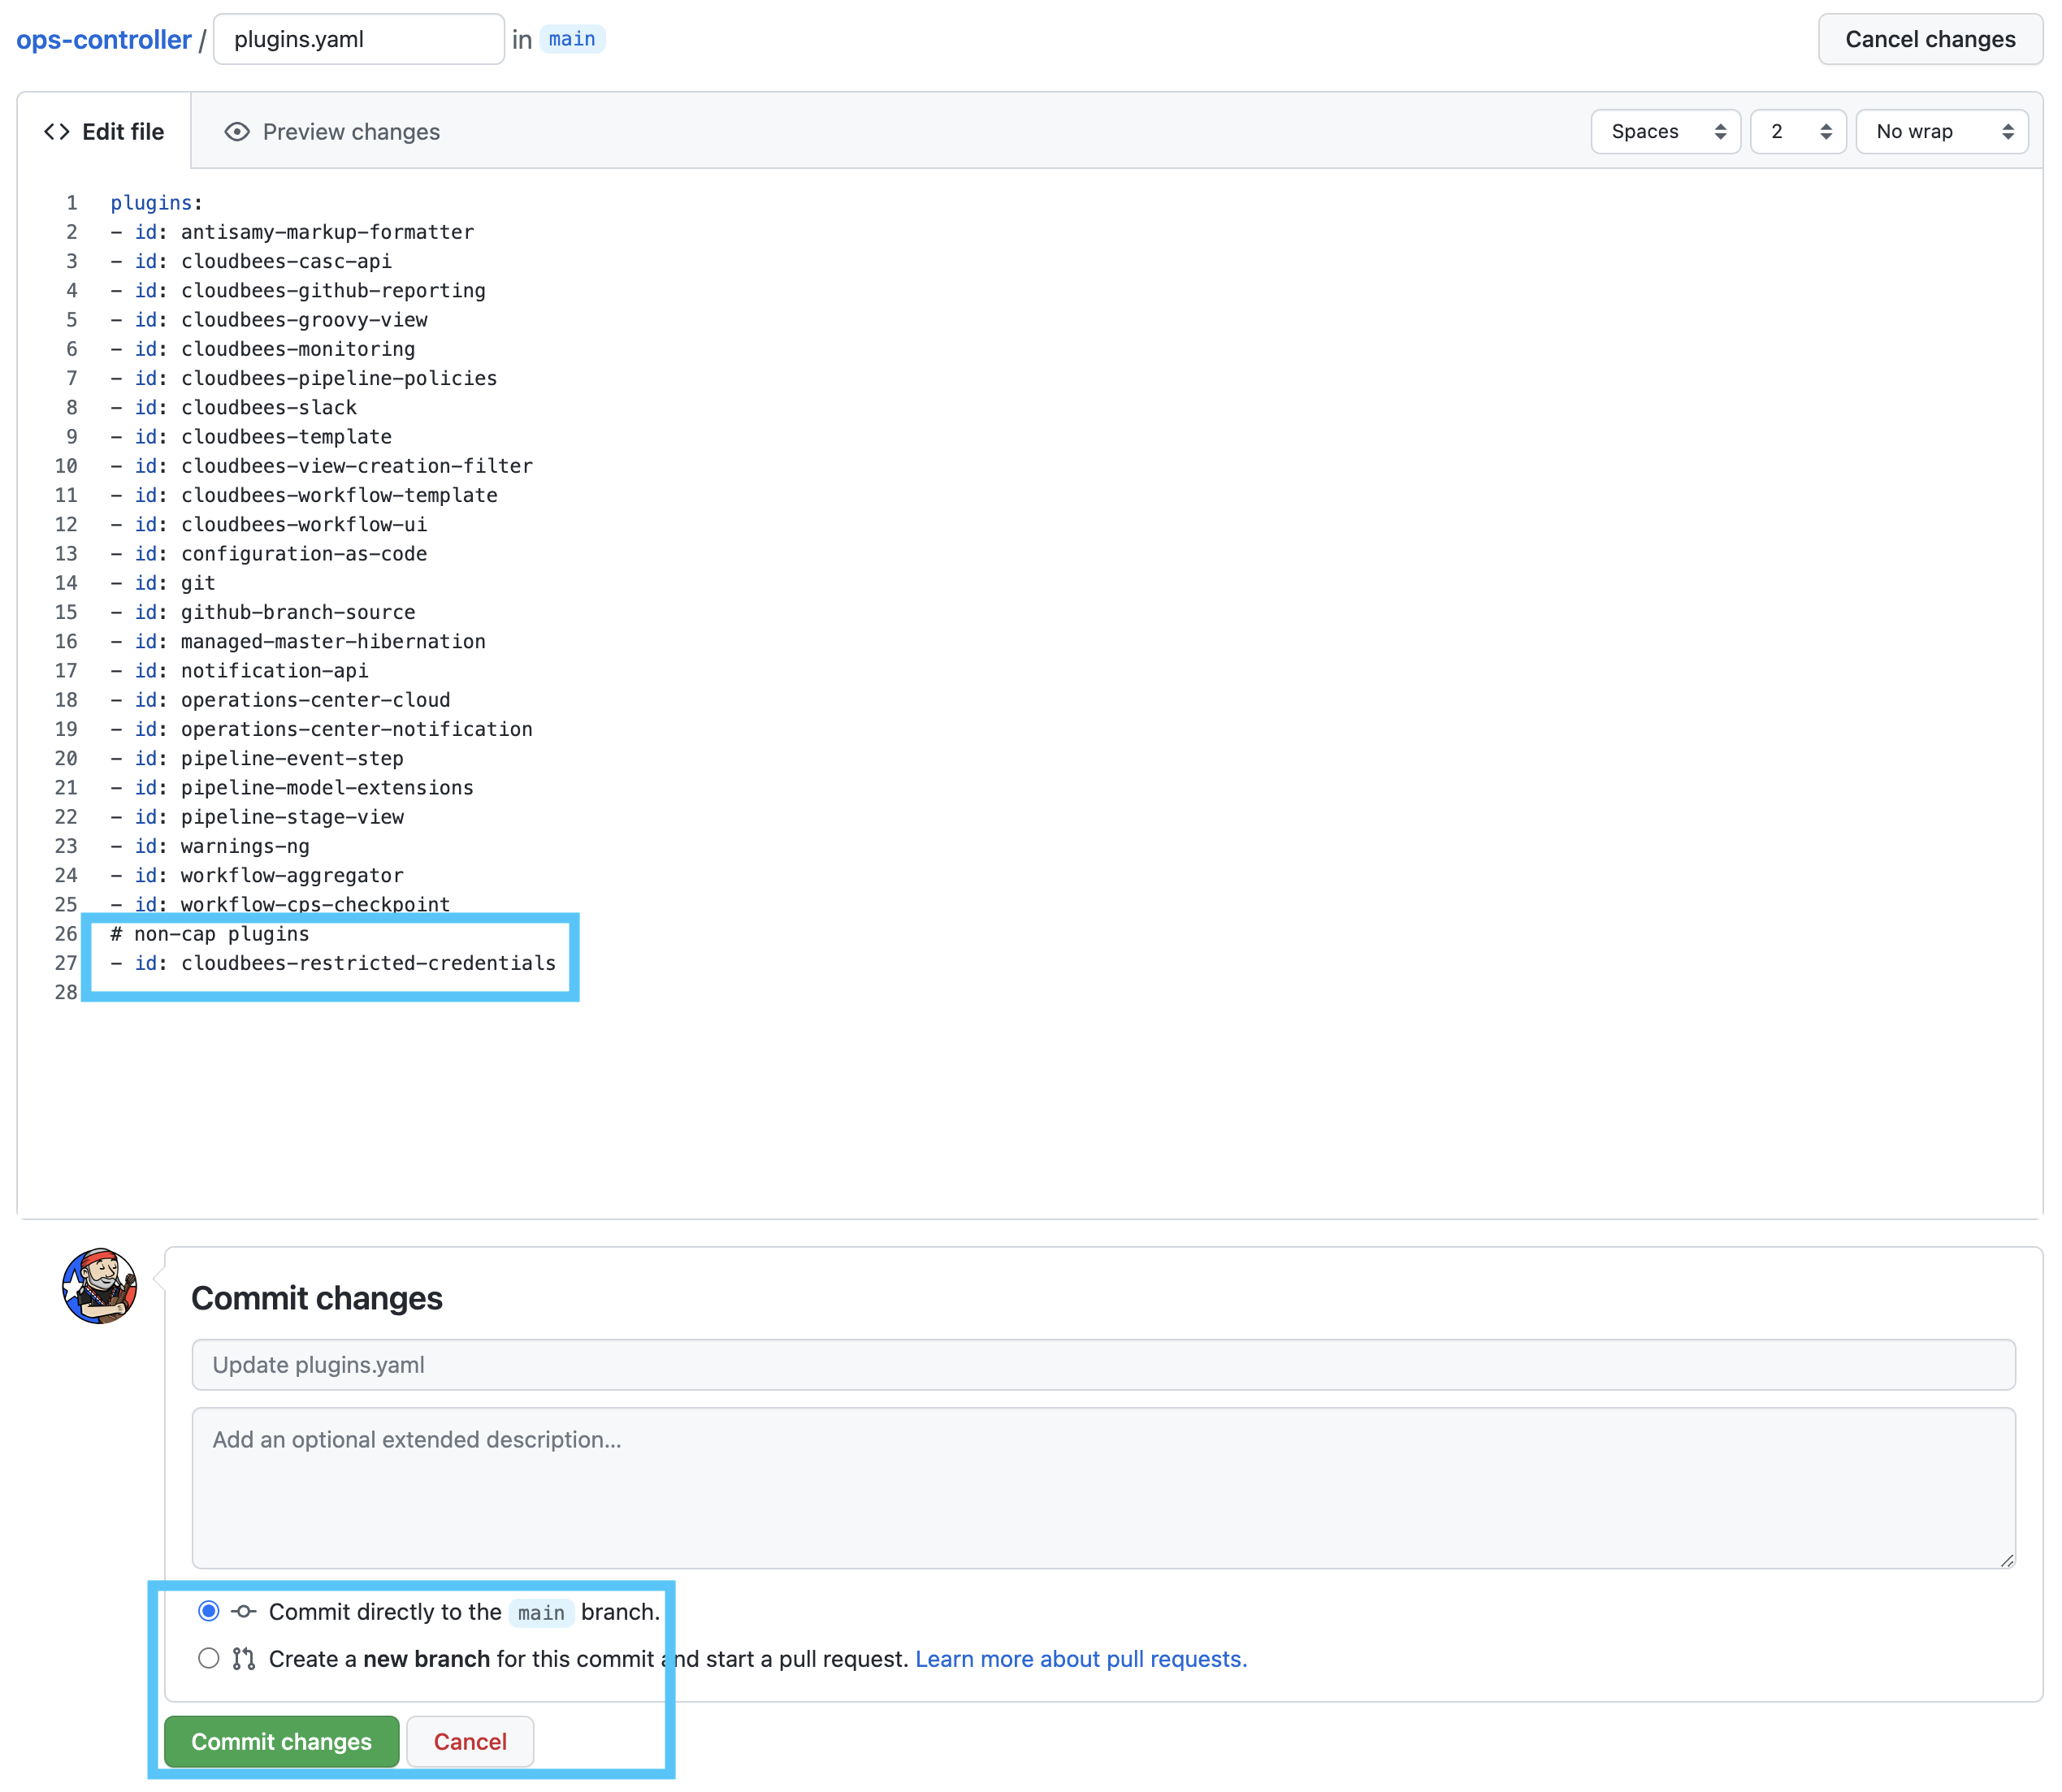 ops-controller / plugins.yaml in main Cancel changes
Edit file Preview changes Spaces 2 No wrap
1 plugins:
2 - id: antisamy-markup-formatter
3 - id: cloudbees-casc-api
4 - id: cloudbees-github-reporting
5 - id: cloudbees-groovy-view
6 - id: cloudbees-monitoring
7 - id: cloudbees-pipeline-policies
8 - id: cloudbees-slack
9 - id: cloudbees-template
10 - id: cloudbees-view-creation-filter
11 - id: cloudbees-workflow-template
12 - id: cloudbees-workflow-ui
13 - id: configuration-as-code
14 - id: git
15 - id: github-branch-source
16 - id: managed-master-hibernation
17 - id: notification-api
18 - id: operations-center-cloud
19 - id: operations-center-notification
20 - id: pipeline-event-step
21 - id: pipeline-model-extensions
22 - id: pipeline-stage-view
23 - id: warnings-ng
24 - id: workflow-aggregator
25 - id: workflow-cps-checkpoint
26 # non-cap plugins
27 - id: cloudbees-restricted-credentials
28
Commit changes
Update plugins.yaml
Add an optional extended description...
Commit directly to the main branch.
Create a new branch for this commit and start a pull request. Learn more about pull requests.
Commit changes Cancel